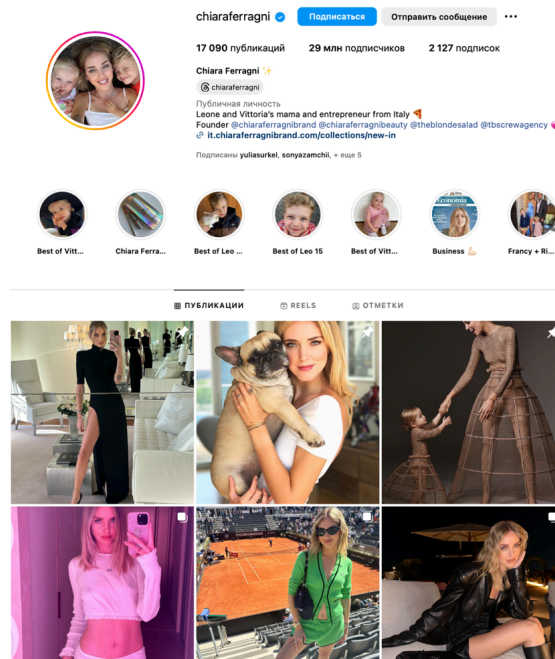 chiaraferragni
Подписаться
Отправить сообщение
17 090 публикаций
29 млн подписчиков
2 127 подписок
Chiara Ferragni ✨
chiaraferragni
Публичная личность
Leone and Vittoria's mama and entrepreneur from Italy 🍕
Founder @chiaraferragnibrand @chiaraferragnibeauty @theblondesalad @tbscrewagency
it.chiaraferragnibrand.com/collections/new-in
Подписаны yuliasurkel, sonyazamchii, + еще 5
Economia
Best of Vitt...
Chiara Ferra...
Best of Leo ...
Best of Leo 15
Best of Vitt...
Business 💪🏻
Francy + Ri...
ПУБЛИКАЦИИ
REELS
ОТМЕТКИ